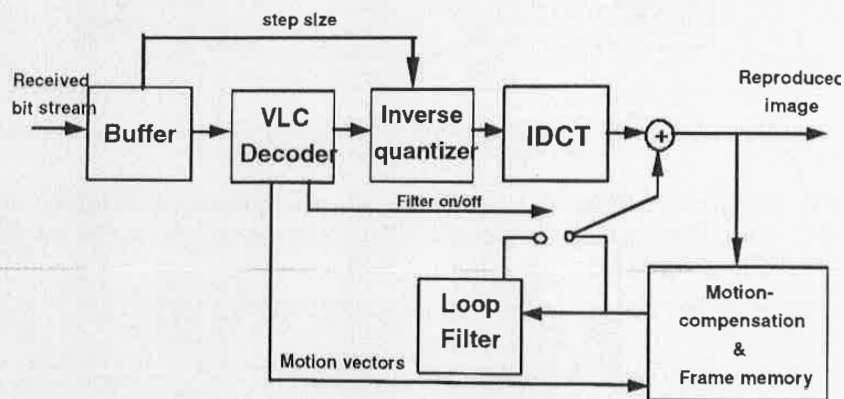 step size
Received
bit stream
Buffer
VLC
Decoder
Inverse
quantizer
IDCT
+
Reproduced
image
Filter on/off
Loop
Filter
Motion-
compensation
&
Frame memory
Motion vectors